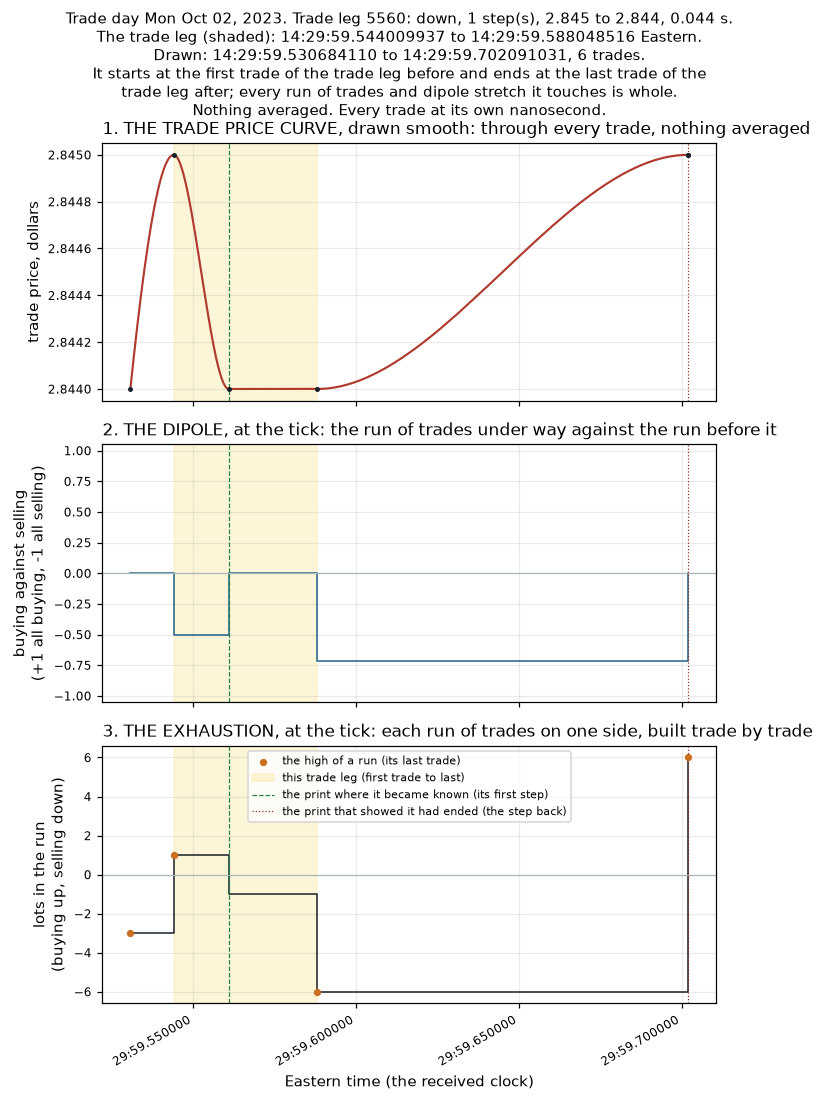 Trade day Mon Oct 02, 2023. Trade leg 5560: down, 1 step(s), 2.845 to 2.844, 0.044 s.
The trade leg (shaded): 14:29:59.544009937 to 14:29:59.588048516 Eastern.
Drawn: 14:29:59.530684110 to 14:29:59.702091031, 6 trades.
It starts at the first trade of the trade leg before and ends at the last trade of the
trade leg after; every run of trades and dipole stretch it touches is whole.
Nothing averaged. Every trade at its own nanosecond.
1. THE TRADE PRICE CURVE, drawn smooth: through every trade, nothing averaged
trade price, dollars
2.8450
2.8448
2.8446
2.8444
2.8442
2.8440
2. THE DIPOLE, at the tick: the run of trades under way against the run before it
buying against selling
(+1 all buying, -1 all selling)
1.00
0.75
0.50
0.25
0.00
−0.25
−0.50
−0.75
−1.00
3. THE EXHAUSTION, at the tick: each run of trades on one side, built trade by trade
lots in the run
(buying up, selling down)
6
4
2
0
−2
−4
−6
the high of a run (its last trade)
this trade leg (first trade to last)
the print where it became known (its first step)
the print that showed it had ended (the step back)
29:59.550000
29:59.600000
29:59.650000
29:59.700000
Eastern time (the received clock)